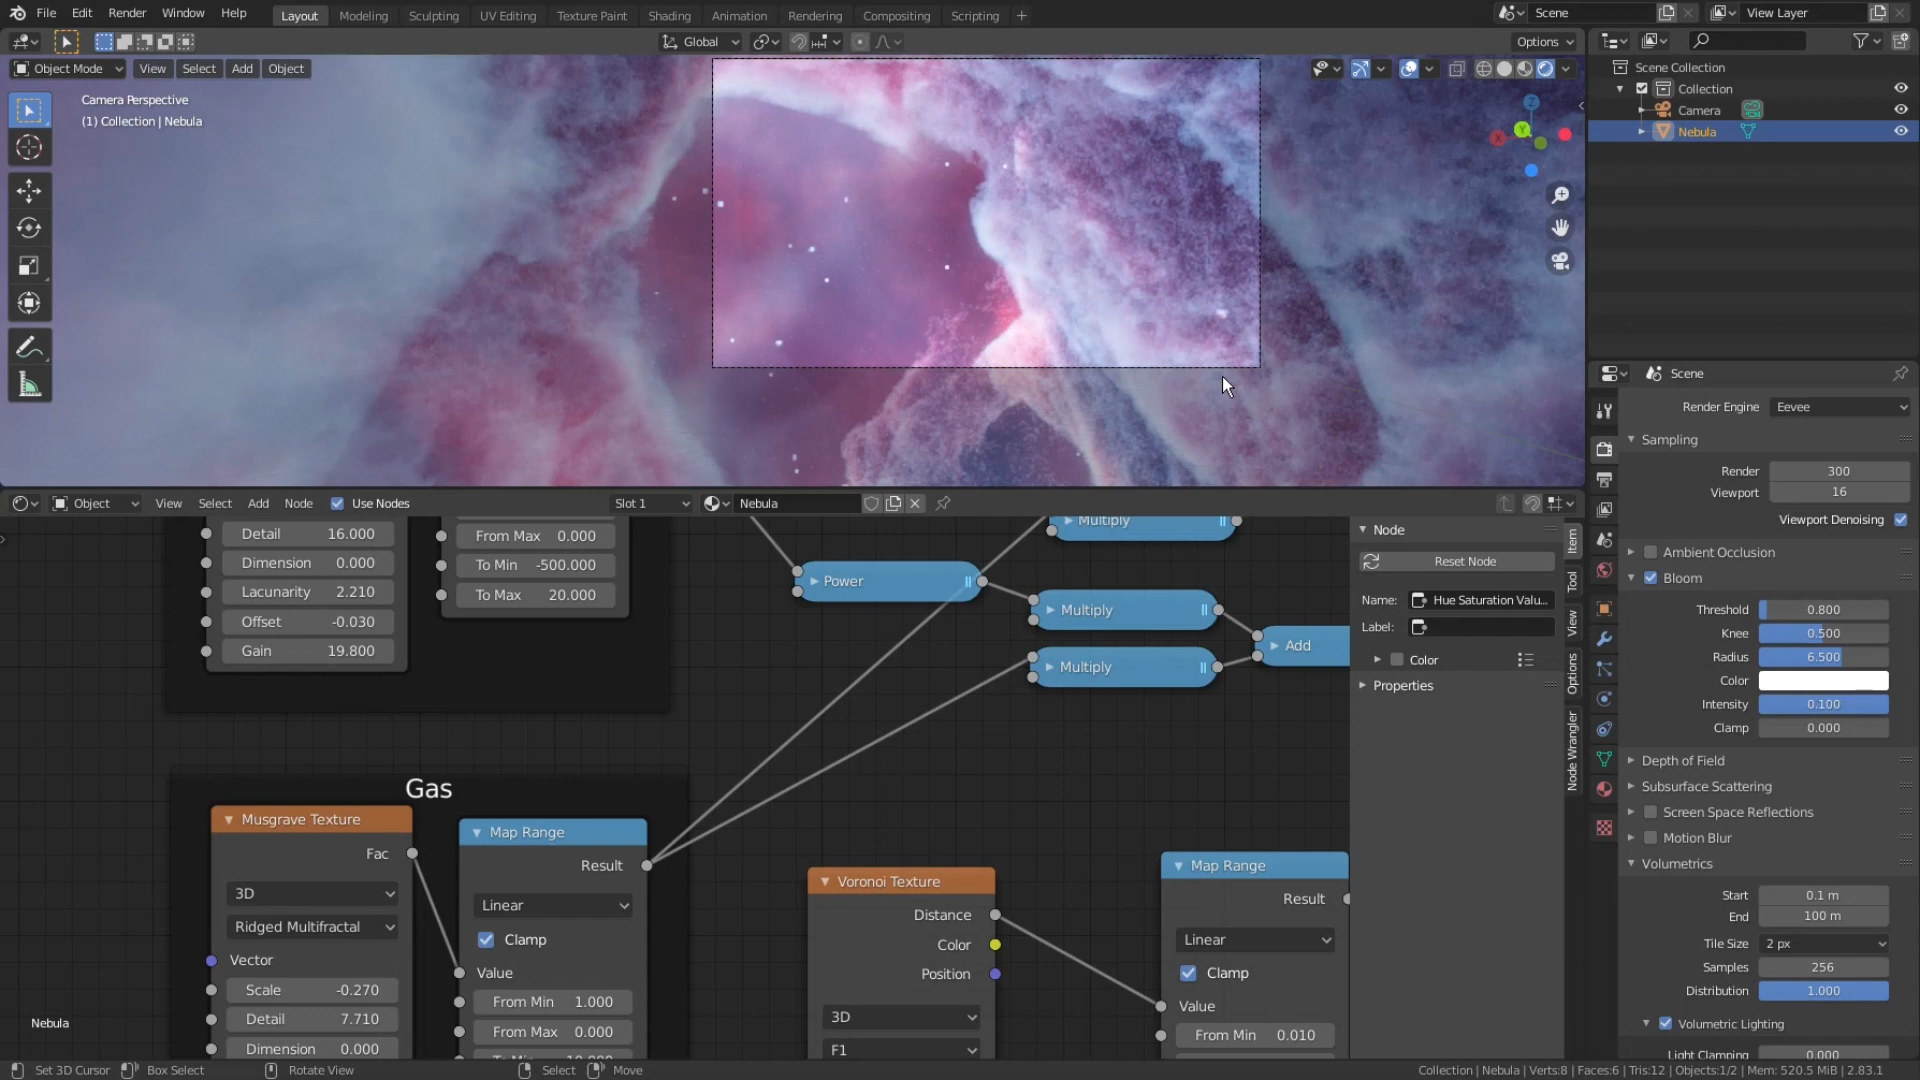 File Edit Render Window Help Layout Modeling Sculpting UV Editing Texture Paint Shading Animation Rendering Compositing Scripting + Scene View Layer
Global Options
Object Mode View Select Add Object
Camera Perspective
(1) Collection | Nebula
Z
Y
X
Scene Collection
Collection
Camera
Nebula
Scene
Render Engine Eevee
Sampling
Render 300
Viewport 16
Viewport Denoising
Ambient Occlusion
Bloom
Threshold 0.800
Knee 0.500
Radius 6.500
Color
Intensity 0.100
Clamp 0.000
Depth of Field
Subsurface Scattering
Screen Space Reflections
Motion Blur
Volumetrics
Start 0.1 m
End 100 m
Tile Size 2 px
Samples 256
Distribution 1.000
Volumetric Lighting
Light Clamping 0.000
Object View Select Add Node Use Nodes Slot 1 Nebula
Detail 16.000
Dimension 0.000
Lacunarity 2.210
Offset -0.030
Gain 19.800
From Max 0.000
To Min -500.000
To Max 20.000
Power
Multiply
Multiply
Multiply
Add
Gas
Musgrave Texture
Fac
3D
Ridged Multifractal
Vector
Scale -0.270
Detail 7.710
Dimension 0.000
Map Range
Result
Linear
Clamp
Value
From Min 1.000
From Max 0.000
Voronoi Texture
Distance
Color
Position
3D
F1
Map Range
Result
Linear
Clamp
Value
From Min 0.010
Node
Reset Node
Name: Hue Saturation Valu...
Label:
Color
Properties
Item
Tool
View
Options
Node Wrangler
Nebula
Set 3D Cursor Box Select Rotate View Select Move Collection | Nebula | Verts:8 | Faces:6 | Tris:12 | Objects:1/2 | Mem: 520.5 MiB | 2.83.1